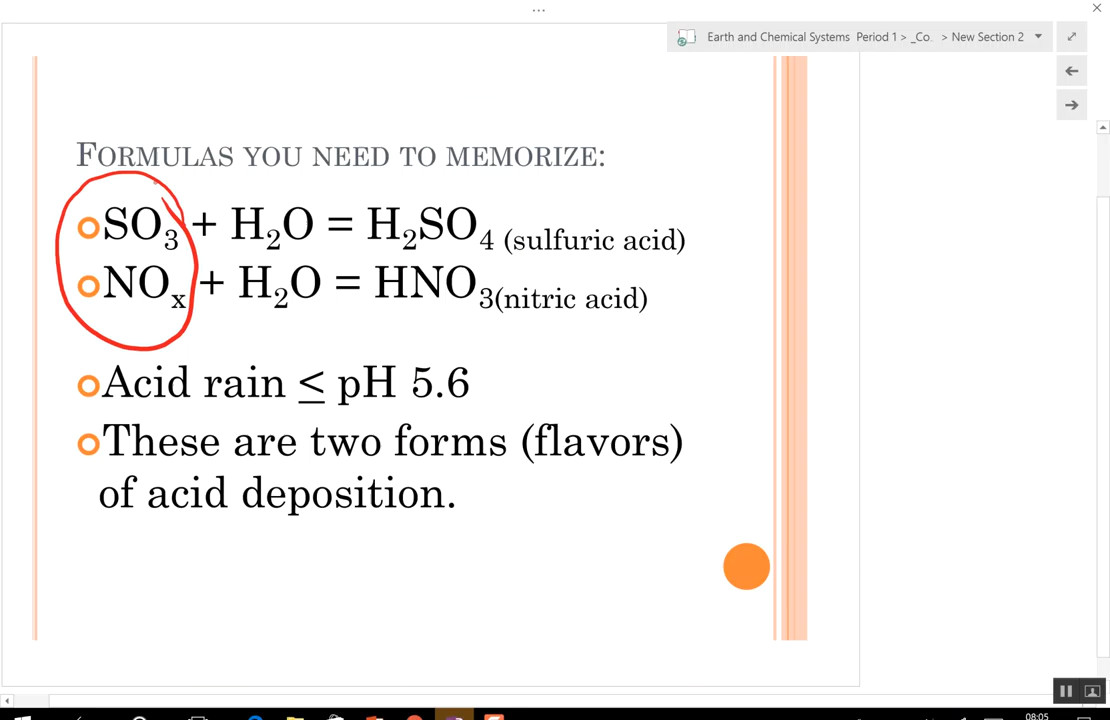 Earth and Chemical Systems Period 1 > _Co. > New Section 2
FORMULAS YOU NEED TO MEMORIZE:
SO₃ + H₂O = H₂SO₄ (sulfuric acid)
NOₓ + H₂O = HNO₃(nitric acid)
Acid rain ≤ pH 5.6
These are two forms (flavors)
of acid deposition.
08:05